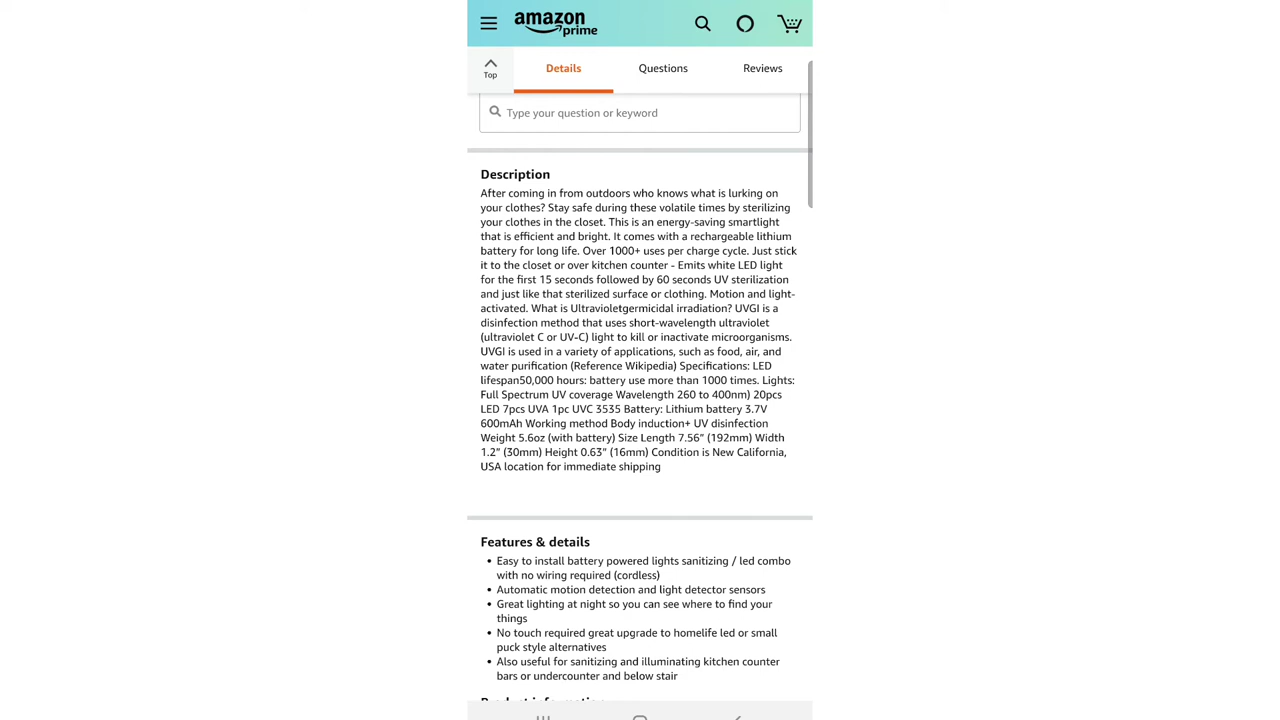 amazon
prime
Top
Details
Questions
Reviews
Type your question or keyword
Description
After coming in from outdoors who knows what is lurking on
your clothes? Stay safe during these volatile times by sterilizing
your clothes in the closet. This is an energy-saving smartlight
that is efficient and bright. It comes with a rechargeable lithium
battery for long life. Over 1000+ uses per charge cycle. Just stick
it to the closet or over kitchen counter - Emits white LED light
for the first 15 seconds followed by 60 seconds UV sterilization
and just like that sterilized surface or clothing. Motion and light-
activated. What is Ultravioletgermicidal irradiation? UVGI is a
disinfection method that uses short-wavelength ultraviolet
(ultraviolet C or UV-C) light to kill or inactivate microorganisms.
UVGI is used in a variety of applications, such as food, air, and
water purification (Reference Wikipedia) Specifications: LED
lifespan50,000 hours: battery use more than 1000 times. Lights:
Full Spectrum UV coverage Wavelength 260 to 400nm) 20pcs
LED 7pcs UVA 1pc UVC 3535 Battery: Lithium battery 3.7V
600mAh Working method Body induction+ UV disinfection
Weight 5.6oz (with battery) Size Length 7.56" (192mm) Width
1.2" (30mm) Height 0.63" (16mm) Condition is New California,
USA location for immediate shipping
Features & details
• Easy to install battery powered lights sanitizing / led combo
with no wiring required (cordless)
• Automatic motion detection and light detector sensors
• Great lighting at night so you can see where to find your
things
• No touch required great upgrade to homelife led or small
puck style alternatives
• Also useful for sanitizing and illuminating kitchen counter
bars or undercounter and below stair